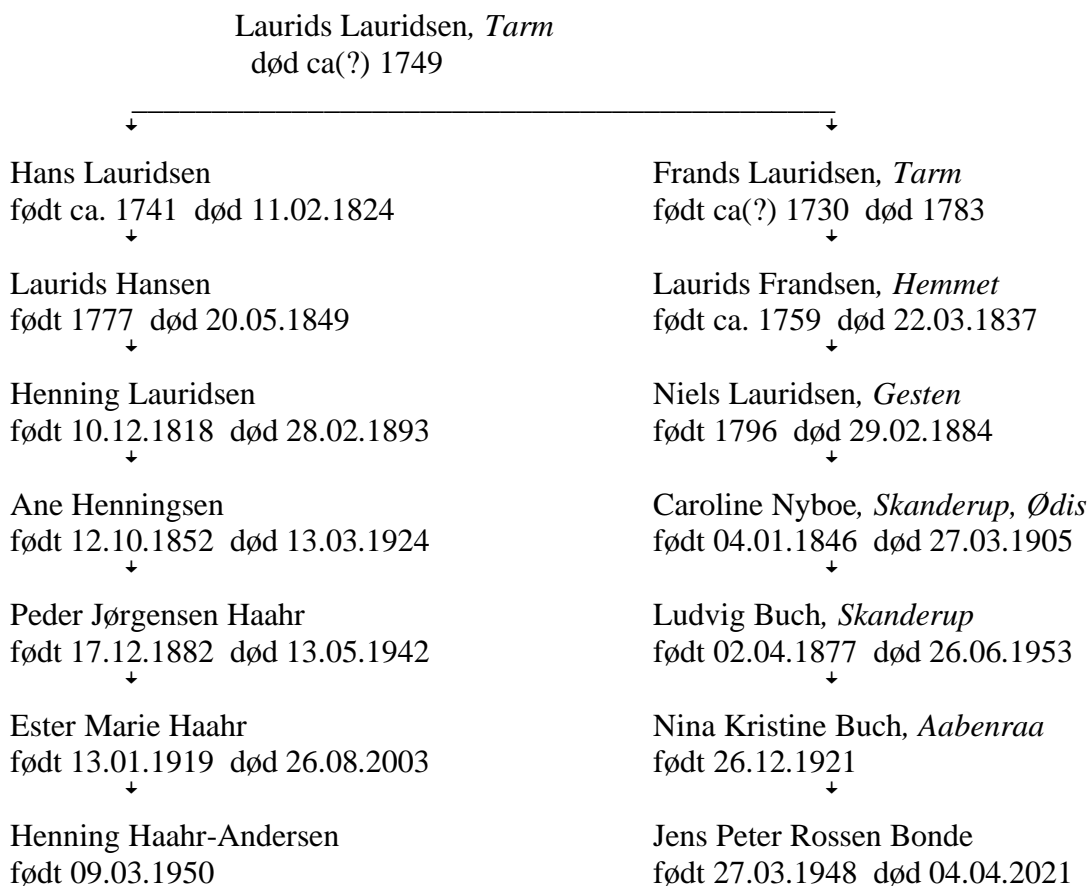 Laurids Lauridsen, Tarm
død ca(?) 1749
Hans Lauridsen
født ca. 1741 død 11.02.1824
Laurids Hansen
født 1777 død 20.05.1849
Henning Lauridsen
født 10.12.1818 død 28.02.1893
Ane Henningsen
født 12.10.1852 død 13.03.1924
Peder Jørgensen Haahr
født 17.12.1882 død 13.05.1942
Ester Marie Haahr
født 13.01.1919 død 26.08.2003
Henning Haahr-Andersen
født 09.03.1950
Frands Lauridsen, Tarm
født ca(?) 1730 død 1783
Laurids Frandsen, Hemmet
født ca. 1759 død 22.03.1837
Niels Lauridsen, Gesten
født 1796 død 29.02.1884
Caroline Nyboe, Skanderup, Ødis
født 04.01.1846 død 27.03.1905
Ludvig Buch, Skanderup
født 02.04.1877 død 26.06.1953
Nina Kristine Buch, Aabenraa
født 26.12.1921
Jens Peter Rossen Bonde
født 27.03.1948 død 04.04.2021